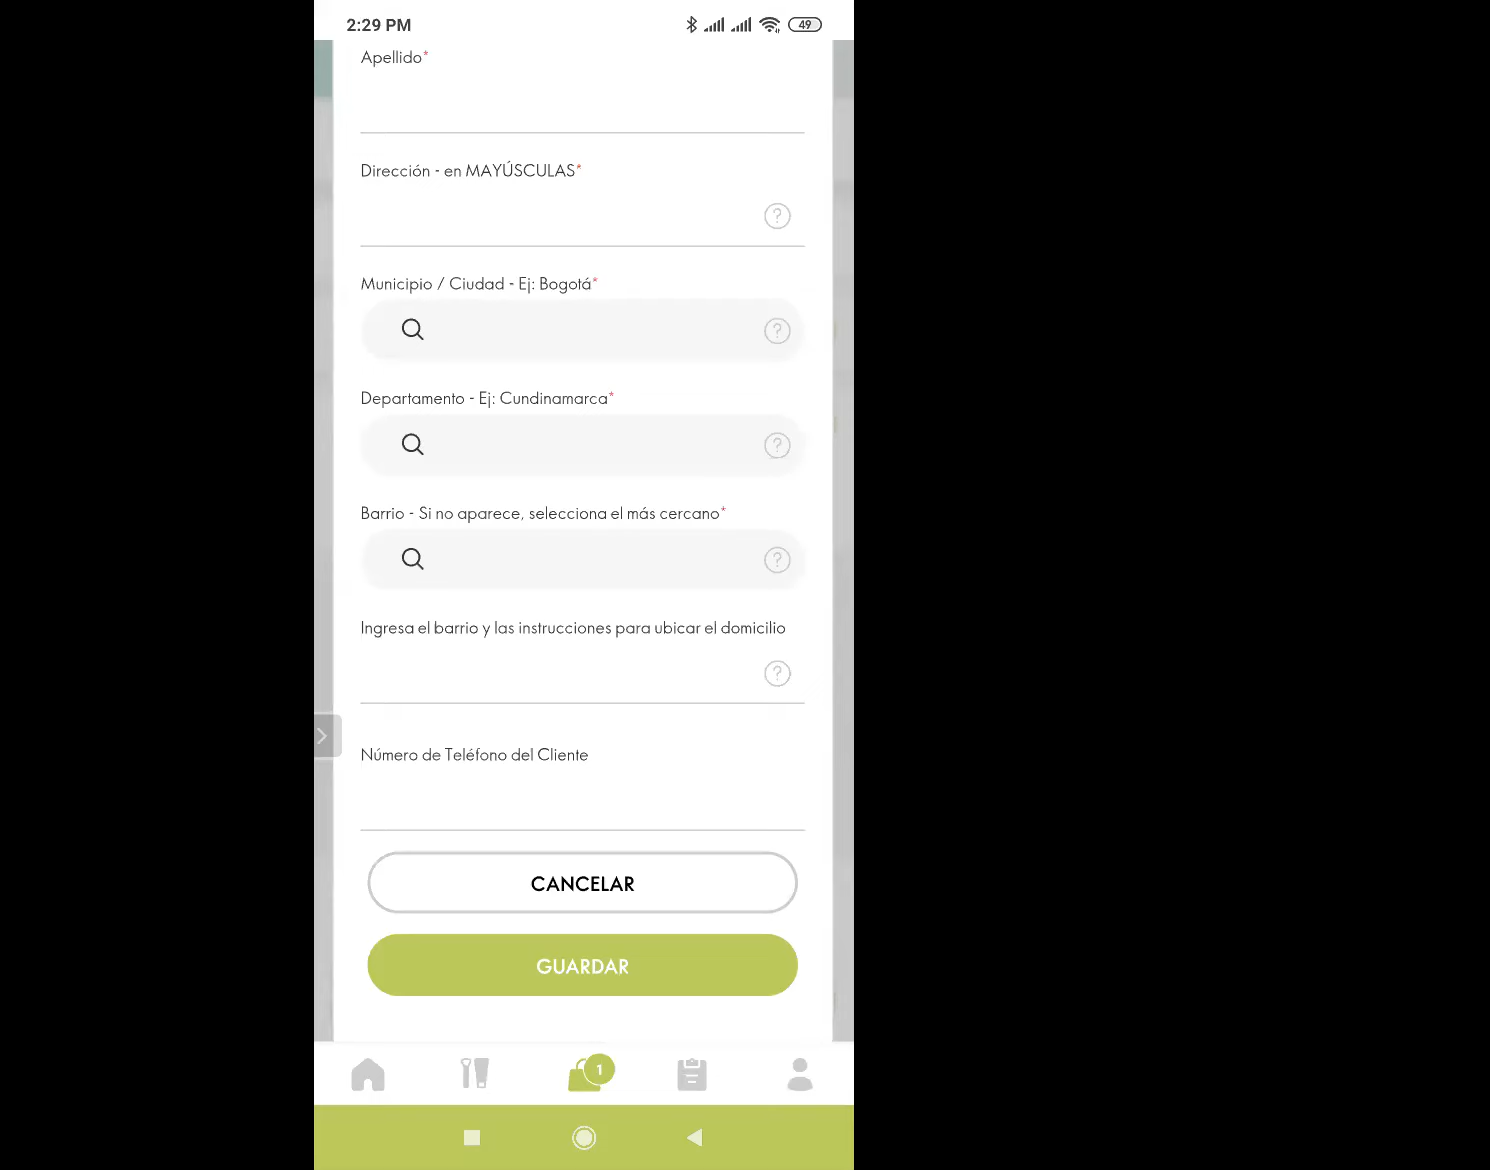 2:29 PM
49
Apellido*
Dirección - en MAYÚSCULAS*
?
Municipio / Ciudad - Ej: Bogotá*
?
Departamento - Ej: Cundinamarca*
?
Barrio - Si no aparece, selecciona el más cercano*
?
Ingresa el barrio y las instrucciones para ubicar el domicilio
?
Número de Teléfono del Cliente
CANCELAR
GUARDAR
1